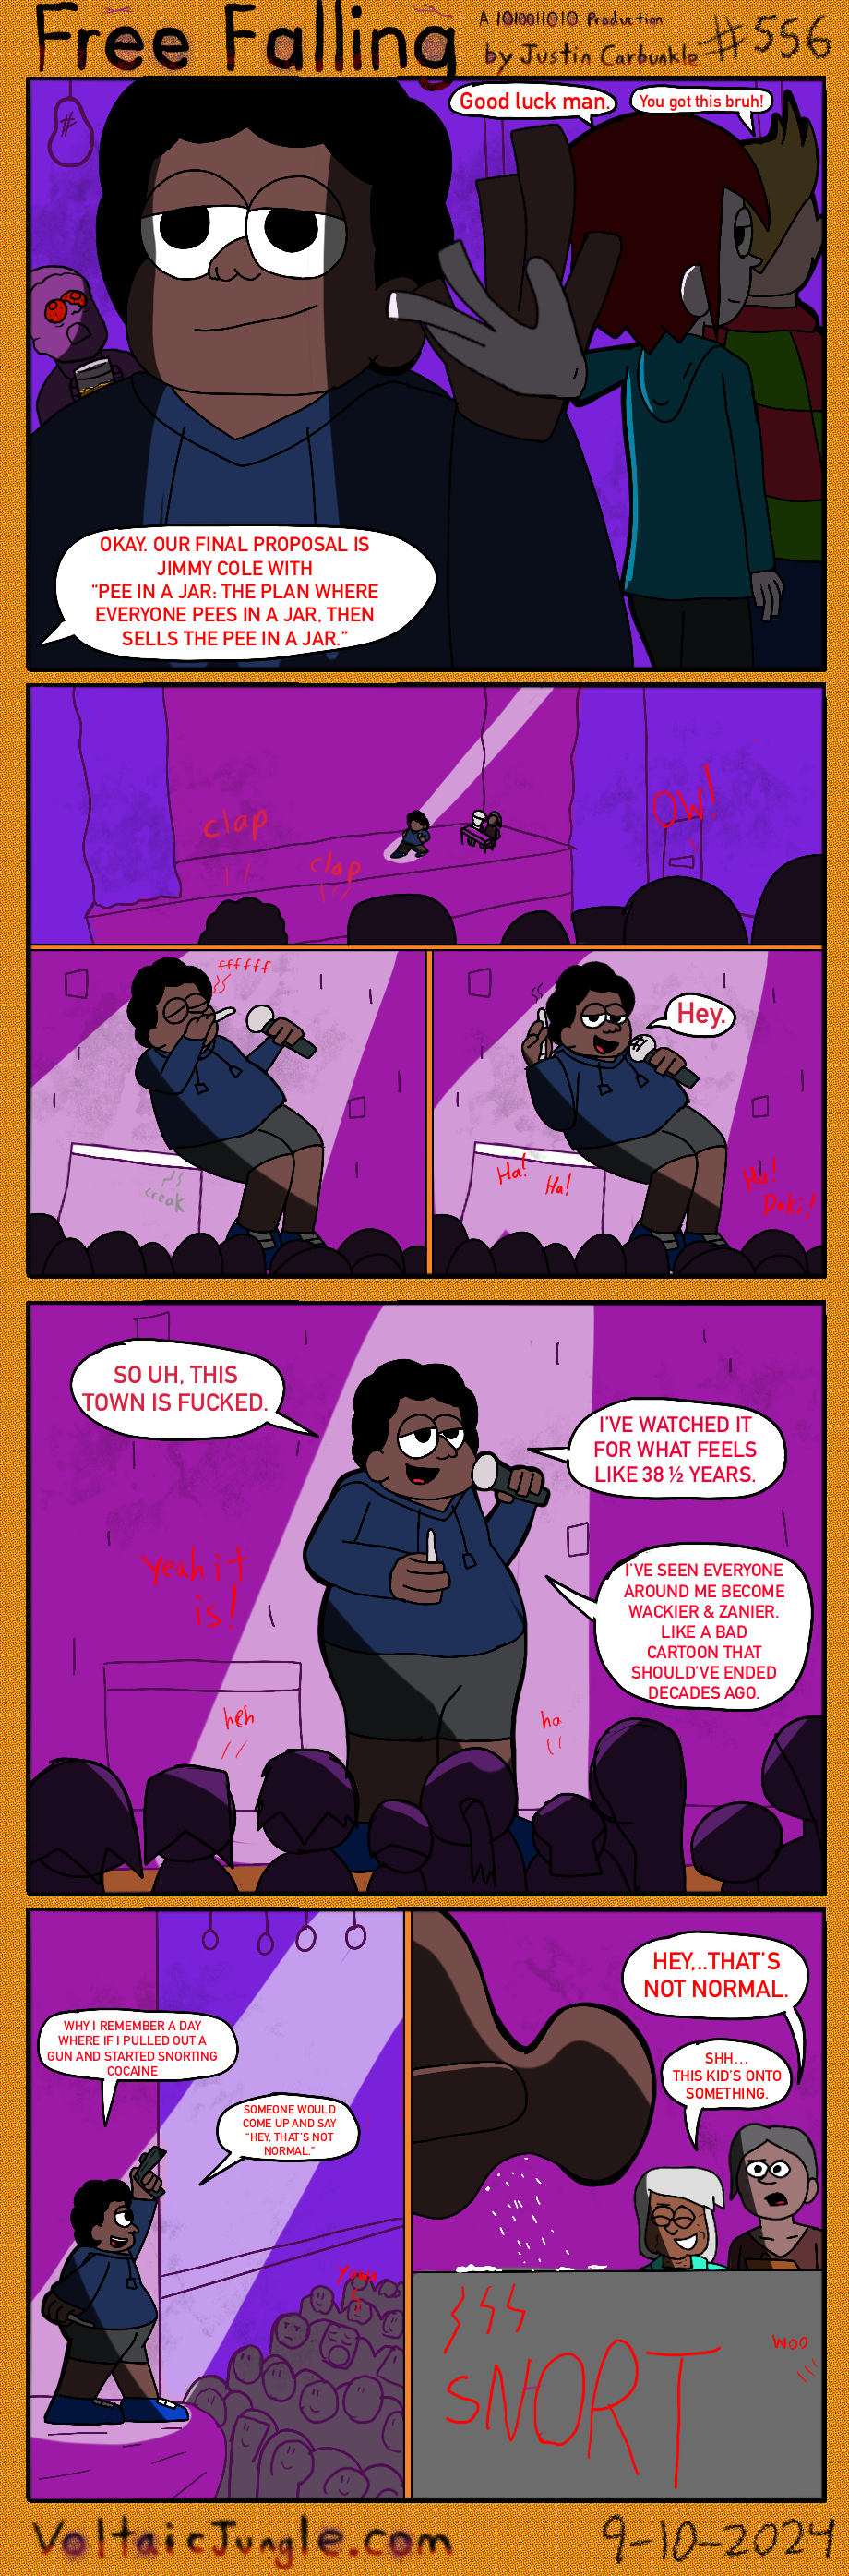 Free Falling
A 1010011010 Production
by Justin Carbunkle
#556
#
Good luck man.
You got this bruh!
OKAY. OUR FINAL PROPOSAL IS
JIMMY COLE WITH
“PEE IN A JAR: THE PLAN WHERE
EVERYONE PEES IN A JAR, THEN
SELLS THE PEE IN A JAR.”
clap
clap
OW!
ffffff
creak
Hey.
Ha!
Ha!
Ha!
Doki!
SO UH, THIS
TOWN IS FUCKED.
I’VE WATCHED IT
FOR WHAT FEELS
LIKE 38 ½ YEARS.
I’VE SEEN EVERYONE
AROUND ME BECOME
WACKIER & ZANIER.
LIKE A BAD
CARTOON THAT
SHOULD’VE ENDED
DECADES AGO.
Yeah it
is!
heh
ha
WHY I REMEMBER A DAY
WHERE IF I PULLED OUT A
GUN AND STARTED SNORTING
COCAINE
SOMEONE WOULD
COME UP AND SAY
“HEY, THAT’S NOT
NORMAL.”
Yawn
HEY...THAT’S
NOT NORMAL.
SHH...
THIS KID’S ONTO
SOMETHING.
SNORT
WOO
VoltaicJungle.com
9-10-2024